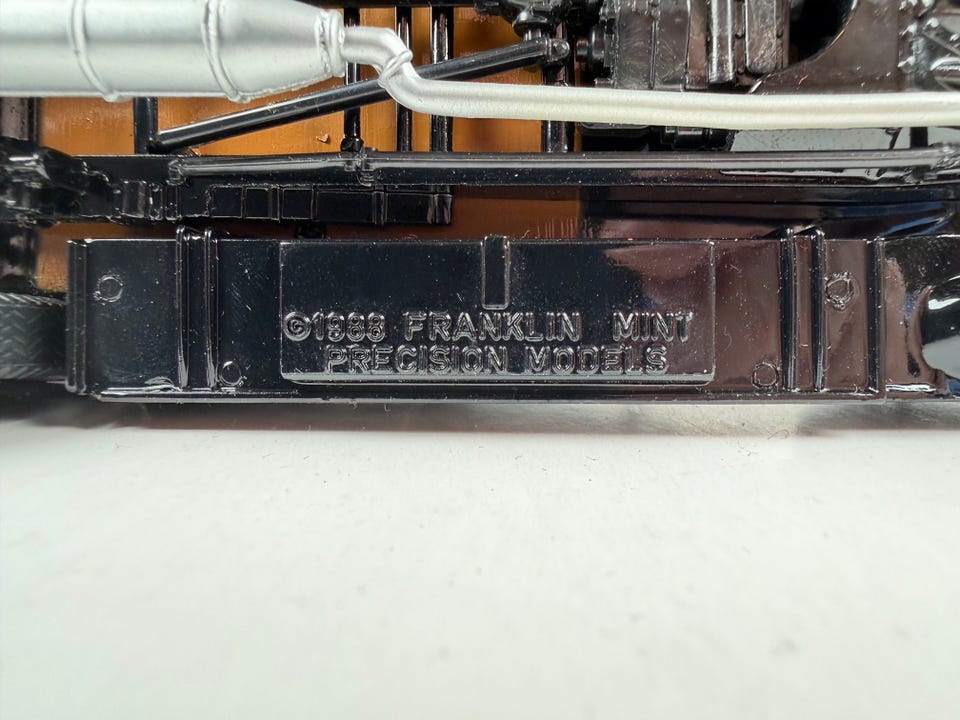 ©1988 FRANKLIN MINT
PRECISION MODELS